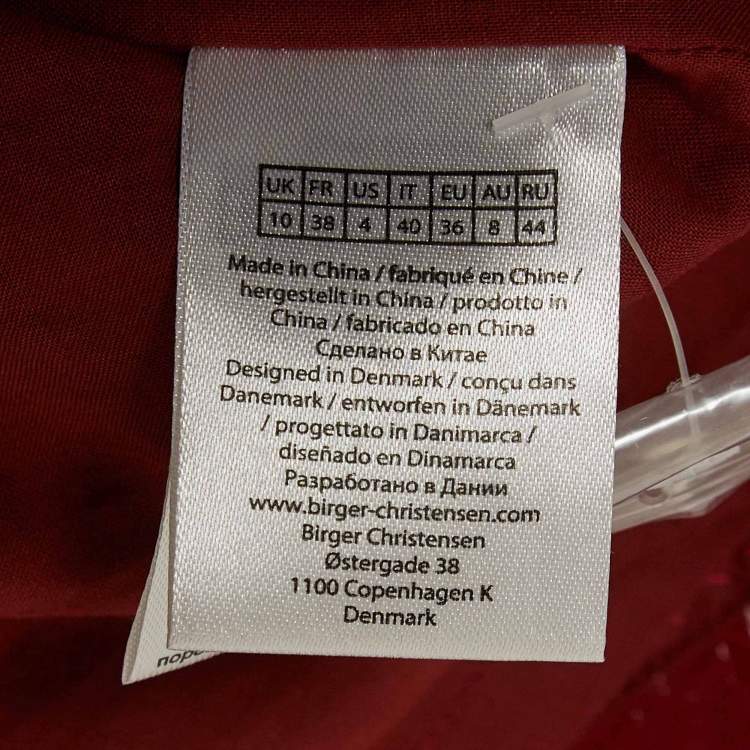 UK FR US IT EU AU RU
10 38 4 40 36 8 44
Made in China / fabriqué en Chine /
hergestellt in China / prodotto in
China / fabricado en China
Сделано в Китае
Designed in Denmark / conçu dans
Danemark / entworfen in Dänemark
/ progettato in Danimarca /
diseñado en Dinamarca
Разработано в Дании
www.birger-christensen.com
Birger Christensen
Østergade 38
1100 Copenhagen K
Denmark